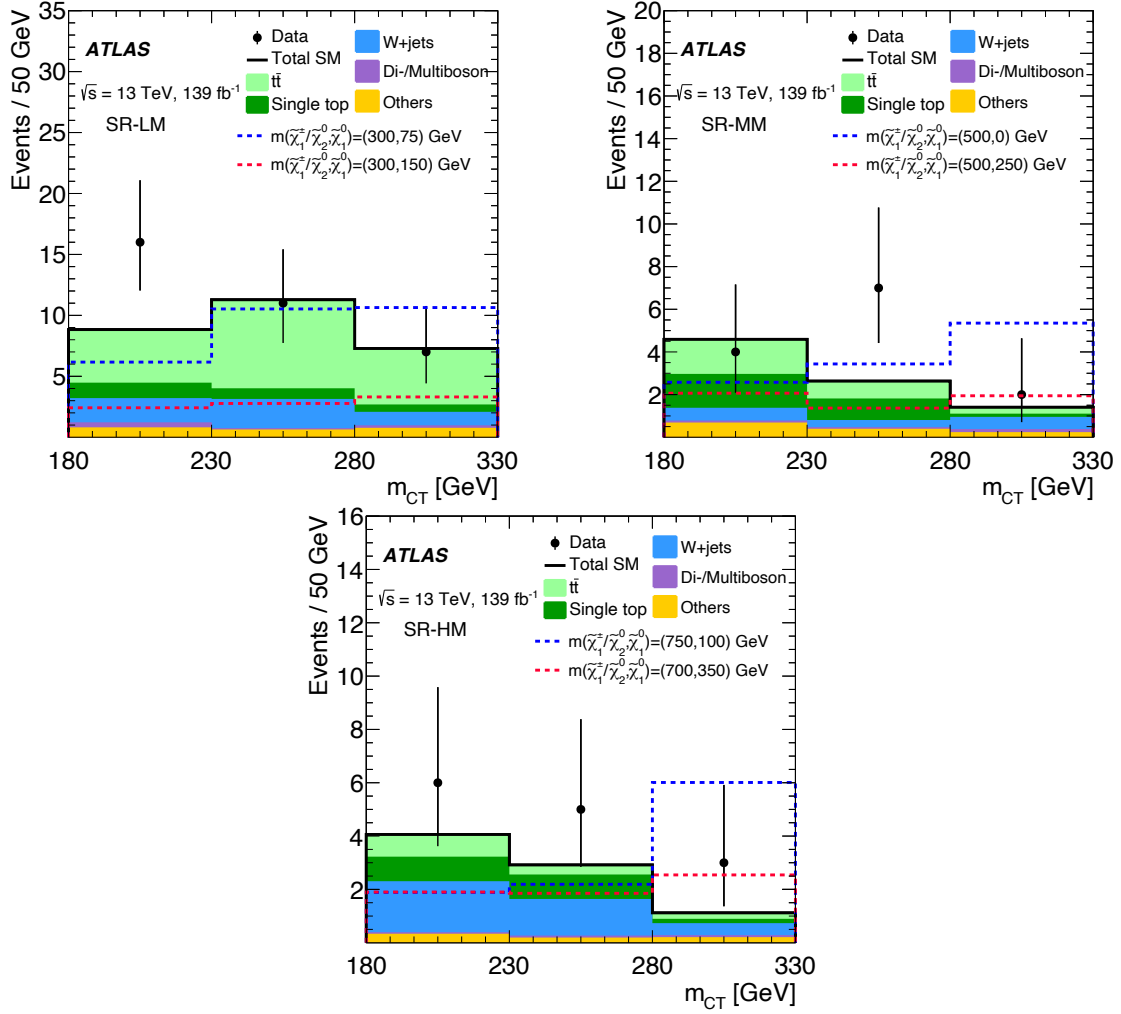 Events / 50 GeV
35
30
25
20
15
10
5
ATLAS
√s = 13 TeV, 139 fb⁻¹
SR-LM
Data
Total SM
tt̄
Single top
W+jets
Di-/Multiboson
Others
m(χ̃₁±/χ̃₂⁰,χ̃₁⁰)=(300,75) GeV
m(χ̃₁±/χ̃₂⁰,χ̃₁⁰)=(300,150) GeV
180 230 280 330
m_CT [GeV]
Events / 50 GeV
20
18
16
14
12
10
8
6
4
2
ATLAS
√s = 13 TeV, 139 fb⁻¹
SR-MM
Data
Total SM
tt̄
Single top
W+jets
Di-/Multiboson
Others
m(χ̃₁±/χ̃₂⁰,χ̃₁⁰)=(500,0) GeV
m(χ̃₁±/χ̃₂⁰,χ̃₁⁰)=(500,250) GeV
180 230 280 330
m_CT [GeV]
Events / 50 GeV
16
14
12
10
8
6
4
2
ATLAS
√s = 13 TeV, 139 fb⁻¹
SR-HM
Data
Total SM
tt̄
Single top
W+jets
Di-/Multiboson
Others
m(χ̃₁±/χ̃₂⁰,χ̃₁⁰)=(750,100) GeV
m(χ̃₁±/χ̃₂⁰,χ̃₁⁰)=(700,350) GeV
180 230 280 330
m_CT [GeV]